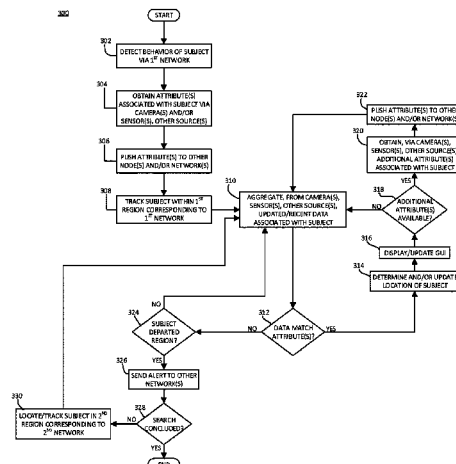 300
START
302
DETECT BEHAVIOR OF SUBJECT
VIA 1ST NETWORK
304
OBTAIN ATTRIBUTE(S)
ASSOCIATED WITH SUBJECT VIA
CAMERA(S) AND/OR
SENSOR(S), OTHER SOURCE(S)
306
PUSH ATTRIBUTE(S) TO OTHER
NODE(S) AND/OR NETWORK(S)
308
TRACK SUBJECT WITHIN 1ST
REGION CORRESPONDING TO
1ST NETWORK
310
AGGREGATE, FROM CAMERA(S),
SENSOR(S), OTHER SOURCE(S),
UPDATED/RECENT DATA
ASSOCIATED WITH SUBJECT
312
DATA MATCH
ATTRIBUTE(S)?
NO
YES
314
DETERMINE AND/OR UPDATE
LOCATION OF SUBJECT
316
DISPLAY/UPDATE GUI
318
ADDITIONAL
ATTRIBUTE(S)
AVAILABLE?
NO
YES
320
OBTAIN, VIA CAMERA(S),
SENSOR(S), OTHER SOURCE(S)
ADDITIONAL ATTRIBUTE(S)
ASSOCIATED WITH SUBJECT
322
PUSH ATTRIBUTE(S) TO OTHER
NODE(S) AND/OR NETWORK(S)
324
SUBJECT
DEPARTED
REGION?
NO
YES
326
SEND ALERT TO OTHER
NETWORK(S)
328
SEARCH
CONCLUDED?
NO
YES
330
LOCATE/TRACK SUBJECT IN 2ND
REGION CORRESPONDING TO
2ND NETWORK
END